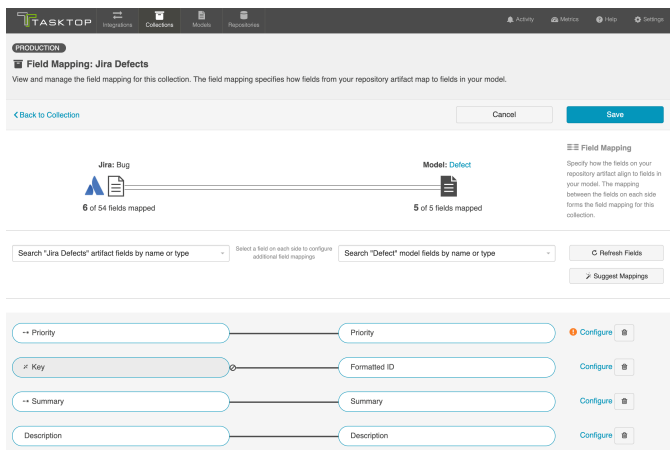 TASKTOP
Integrations
Collections
Models
Repositories
Activity
Metrics
Help
Settings
PRODUCTION
Field Mapping: Jira Defects
View and manage the field mapping for this collection. The field mapping specifies how fields from your repository artifact map to fields in your model.
Back to Collection
Cancel
Save
Jira: Bug
6 of 54 fields mapped
Model: Defect
5 of 5 fields mapped
Field Mapping
Specify how the fields on your
repository artifact align to fields in
your model. The mapping
between the fields on each side
forms the field mapping for this
collection.
Search "Jira Defects" artifact fields by name or type
Select a field on each side to configure
additional field mappings
Search "Defect" model fields by name or type
Refresh Fields
Suggest Mappings
Priority
Priority
Configure
Key
Formatted ID
Configure
Summary
Summary
Configure
Description
Description
Configure